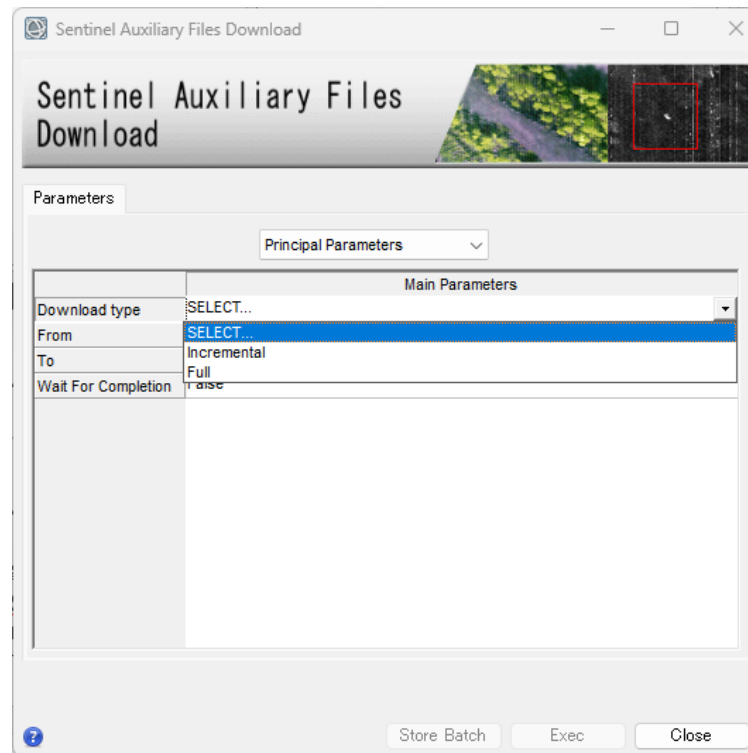 Sentinel Auxiliary Files Download
Sentinel Auxiliary Files
Download
Parameters
Principal Parameters
Main Parameters
Download type SELECT...
From SELECT...
To Incremental
Full
Wait For Completion False
Store Batch Exec Close